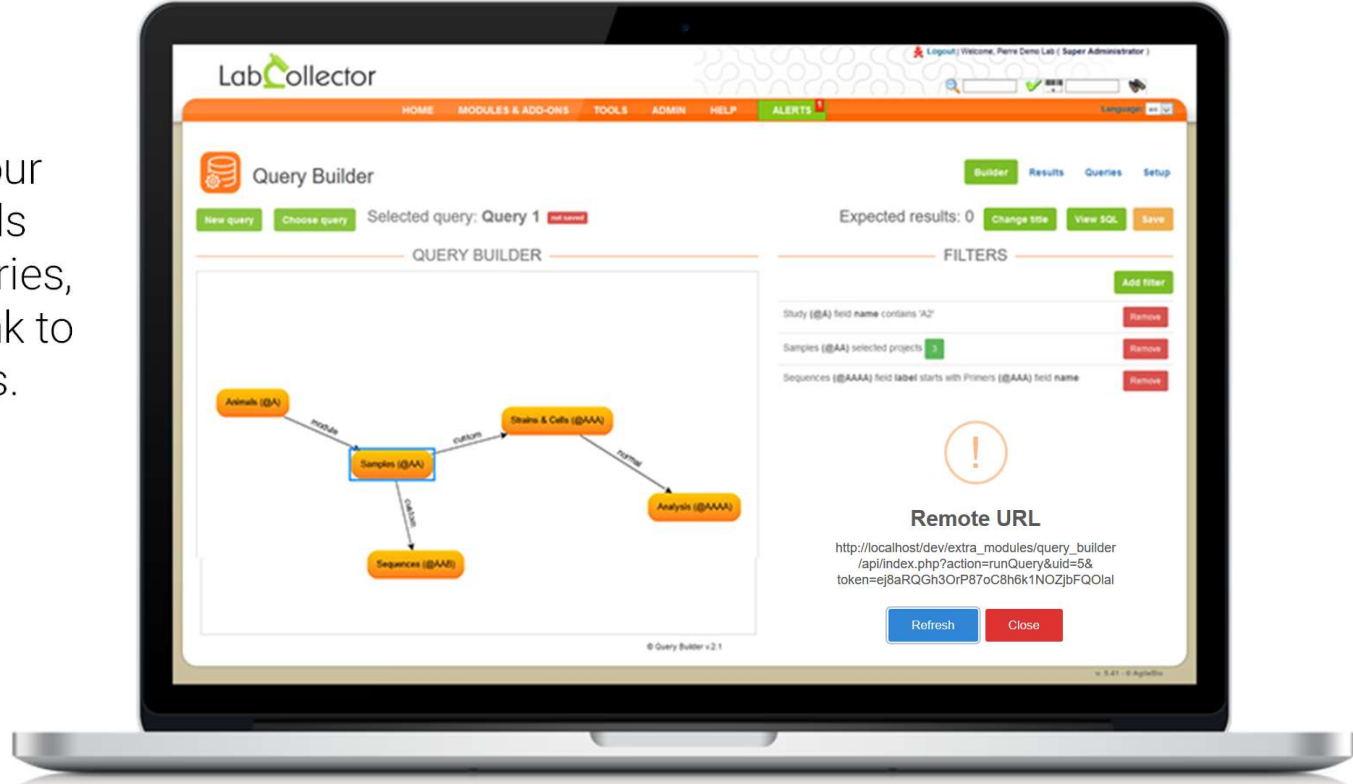 our
ls
ries,
nk to
s.
LabCollector
Logout | Welcome, Pierre Demo Lab ( Super Administrator )
HOME MODULES & ADD-ONS TOOLS ADMIN HELP ALERTS 1 Language: en
Query Builder
Builder Results Queries Setup
New query Choose query Selected query: Query 1 not saved Expected results: 0 Change title View SQL Save
QUERY BUILDER
FILTERS
Add filter
Study (@A) field name contains 'A2' Remove
Samples (@AA) selected projects 3 Remove
Sequences (@AAAA) field label starts with Primers (@AAA) field name Remove
Animals (@A)
module
Samples (@AA)
custom
Strains & Cells (@AAA)
normal
Analysis (@AAAA)
custom
Sequences (@AAB)
!
Remote URL
http://localhost/dev/extra_modules/query_builder
/api/index.php?action=runQuery&uid=5&
token=ej8aRQGh3OrP87oC8h6k1NOZjbFQOlal
Refresh Close
© Query Builder v.2.1
v. 5.41 - © AgileBio